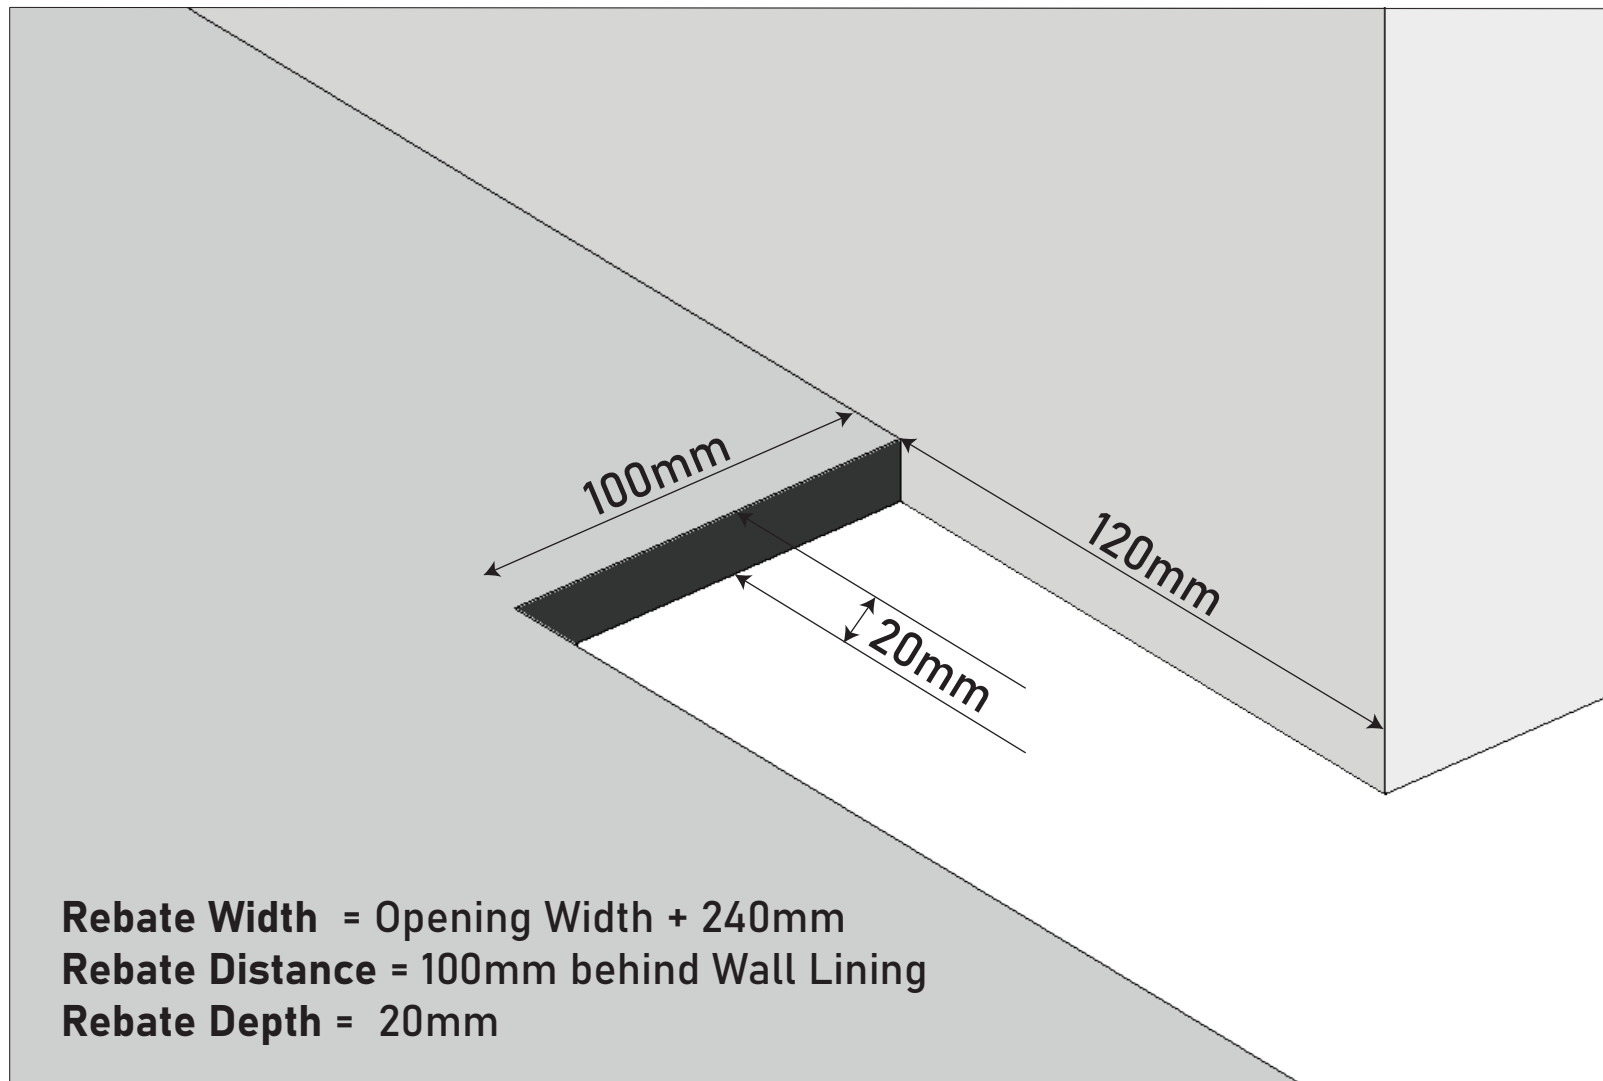 100mm
120mm
20mm
Rebate Width = Opening Width + 240mm
Rebate Distance = 100mm behind Wall Lining
Rebate Depth = 20mm